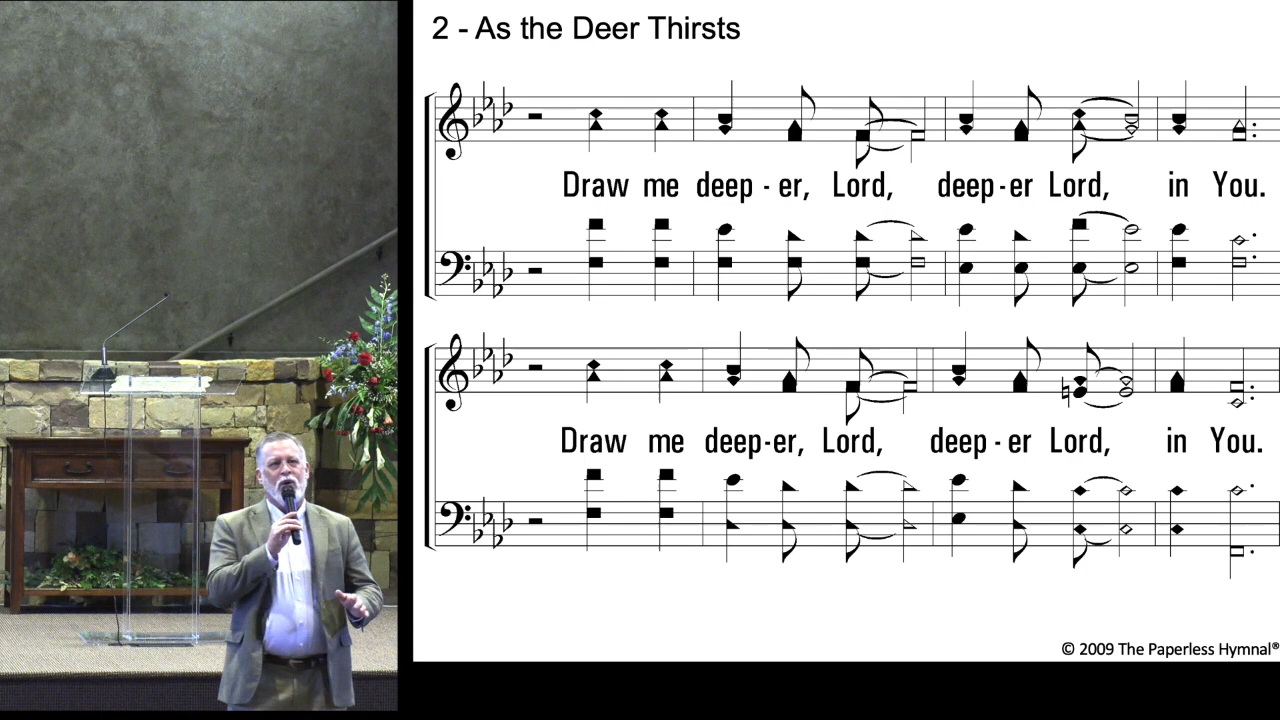 2 - As the Deer Thirsts
Draw me deep - er, Lord, deep - er Lord, in You.
Draw me deep - er, Lord, deep - er Lord, in You.
© 2009 The Paperless Hymnal®